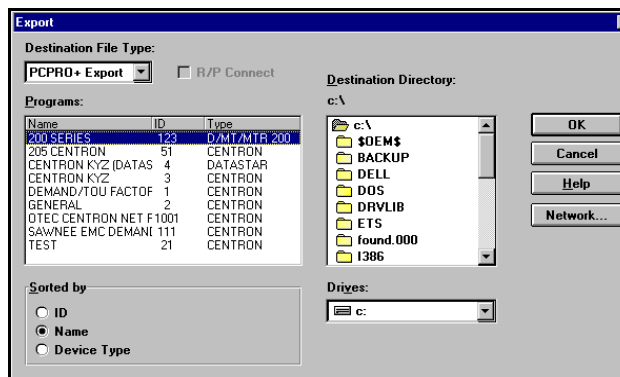 Export
Destination File Type:
PCPRO+ Export
R/P Connect
Programs:
Name ID Type
200 SERIES 123 D/MT/MTR 200
205 CENTRON 51 CENTRON
CENTRON KYZ (DATAS 4 DATASTAR
CENTRON KYZ 3 CENTRON
DEMAND/TOU FACTOF 1 CENTRON
GENERAL 2 CENTRON
OTEC CENTRON NET F 1001 CENTRON
SAWNEE EMC DEMANI 111 CENTRON
TEST 21 CENTRON
Sorted by
ID
Name
Device Type
Destination Directory:
c:\
c:\
$OEM$
BACKUP
DELL
DOS
DRVLIB
ETS
found.000
I386
Drives:
c:
OK
Cancel
Help
Network...